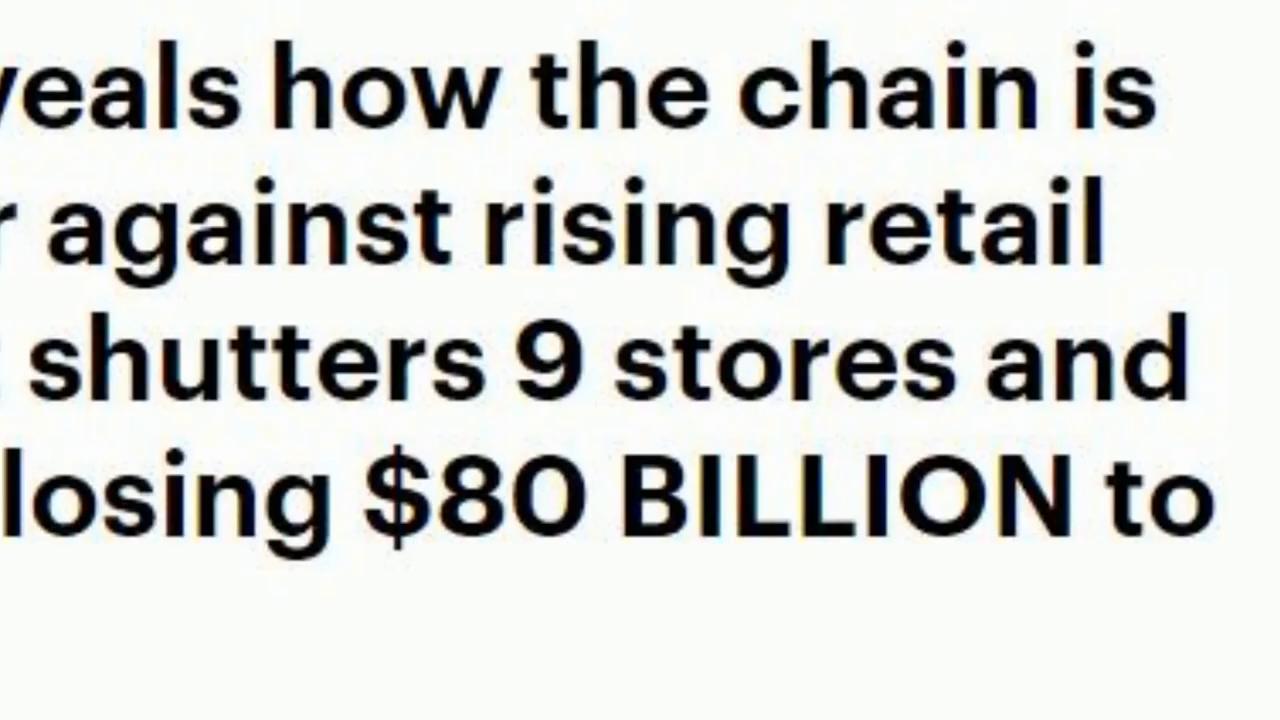 veals how the chain is
r against rising retail
shutters 9 stores and
losing $80 BILLION to